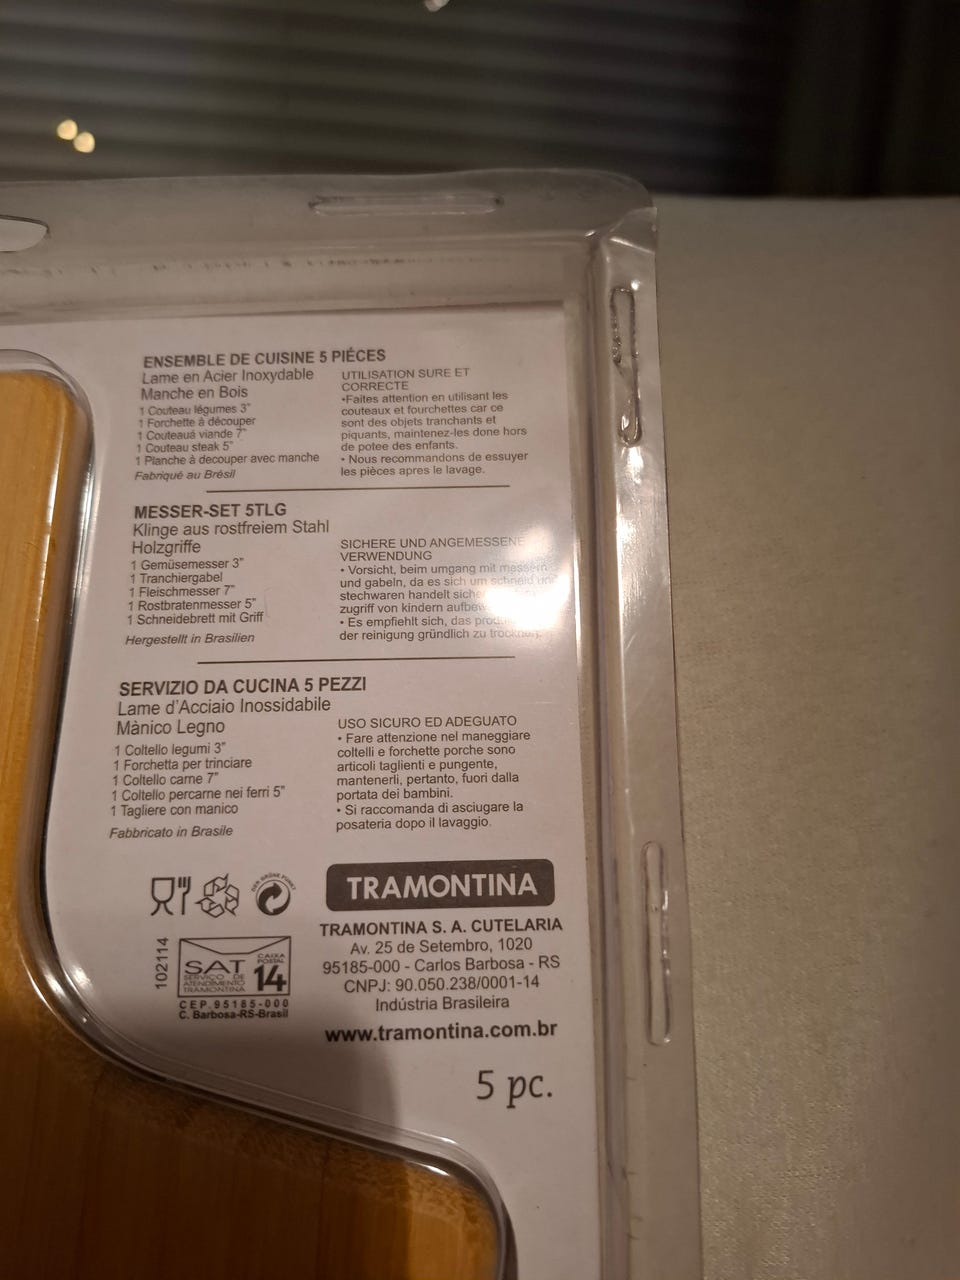 ENSEMBLE DE CUISINE 5 PIÉCES
Lame en Acier Inoxydable
Manche en Bois
1 Couteau légumes 3”
1 Forchette à découper
1 Couteauá viande 7”
1 Couteau steak 5”
1 Planche à decouper avec manche
Fabriqué au Brésil
UTILISATION SURE ET
CORRECTE
•Faites attention en utilisant les
couteaux et fourchettes car ce
sont des objets tranchants et
piquants, maintenez-les done hors
de potee des enfants.
• Nous recommandons de essuyer
les pièces apres le lavage.
MESSER-SET 5TLG
Klinge aus rostfreiem Stahl
Holzgriffe
1 Gemüsemesser 3”
1 Tranchiergabel
1 Fleischmesser 7”
1 Rostbratenmesser 5”
1 Schneidebrett mit Griff
Hergestellt in Brasilien
SICHERE UND ANGEMESSENE
VERWENDUNG
• Vorsicht, beim umgang mit messern
und gabeln, da es sich um schneid und
stechwaren handelt
zugriff von kindern
• Es empfiehlt sich, das
der reinigung gründlich zu trocknen.
SERVIZIO DA CUCINA 5 PEZZI
Lame d’Acciaio Inossidabile
Mànico Legno
1 Coltello legumi 3”
1 Forchetta per trinciare
1 Coltello carne 7”
1 Coltello percarne nei ferri 5”
1 Tagliere con manico
Fabbricato in Brasile
USO SICURO ED ADEGUATO
• Fare attenzione nel maneggiare
coltelli e forchette porche sono
articoli taglienti e pungente,
mantenerli, pertanto, fuori dalla
portata dei bambini.
• Si raccomanda di asciugare la
posateria dopo il lavaggio.
DER GRÜNE PUNKT
102114
SAT
SERVIÇO DE
ATENDIMENTO
TRAMONTINA
CAIXA
POSTAL
14
CEP. 95185-000
C. Barbosa-RS-Brasil
TRAMONTINA
TRAMONTINA S. A. CUTELARIA
Av. 25 de Setembro, 1020
95185-000 - Carlos Barbosa - RS
CNPJ: 90.050.238/0001-14
Indústria Brasileira
www.tramontina.com.br
5 pc.